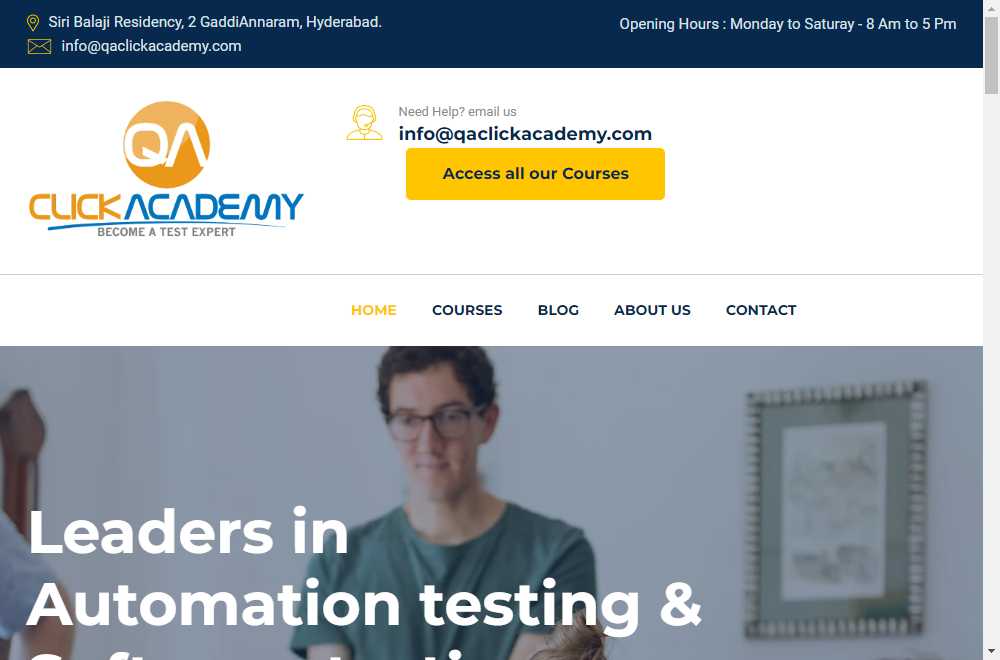 Siri Balaji Residency, 2 GaddiAnnaram, Hyderabad.
info@qaclickacademy.com
Opening Hours : Monday to Saturay - 8 Am to 5 Pm
QA
CLICKACADEMY
BECOME A TEST EXPERT
Need Help? email us
info@qaclickacademy.com
Access all our Courses
HOME COURSES BLOG ABOUT US CONTACT
Leaders in
Automation testing &